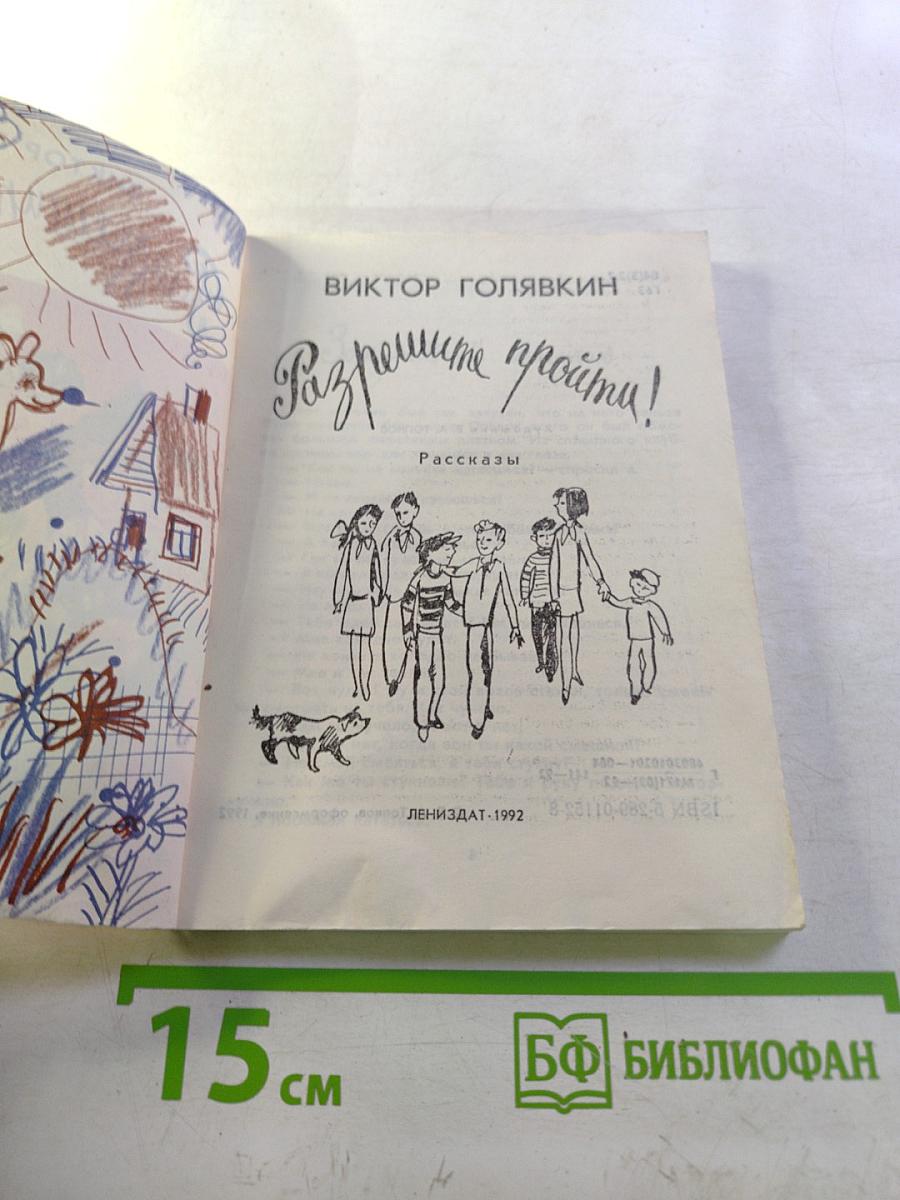 ВИКТОР ГОЛЯВКИН
Разрешите пройти!
Рассказы
ЛЕНИЗДАТ · 1992
15 см
БФ БИБЛИОФАН